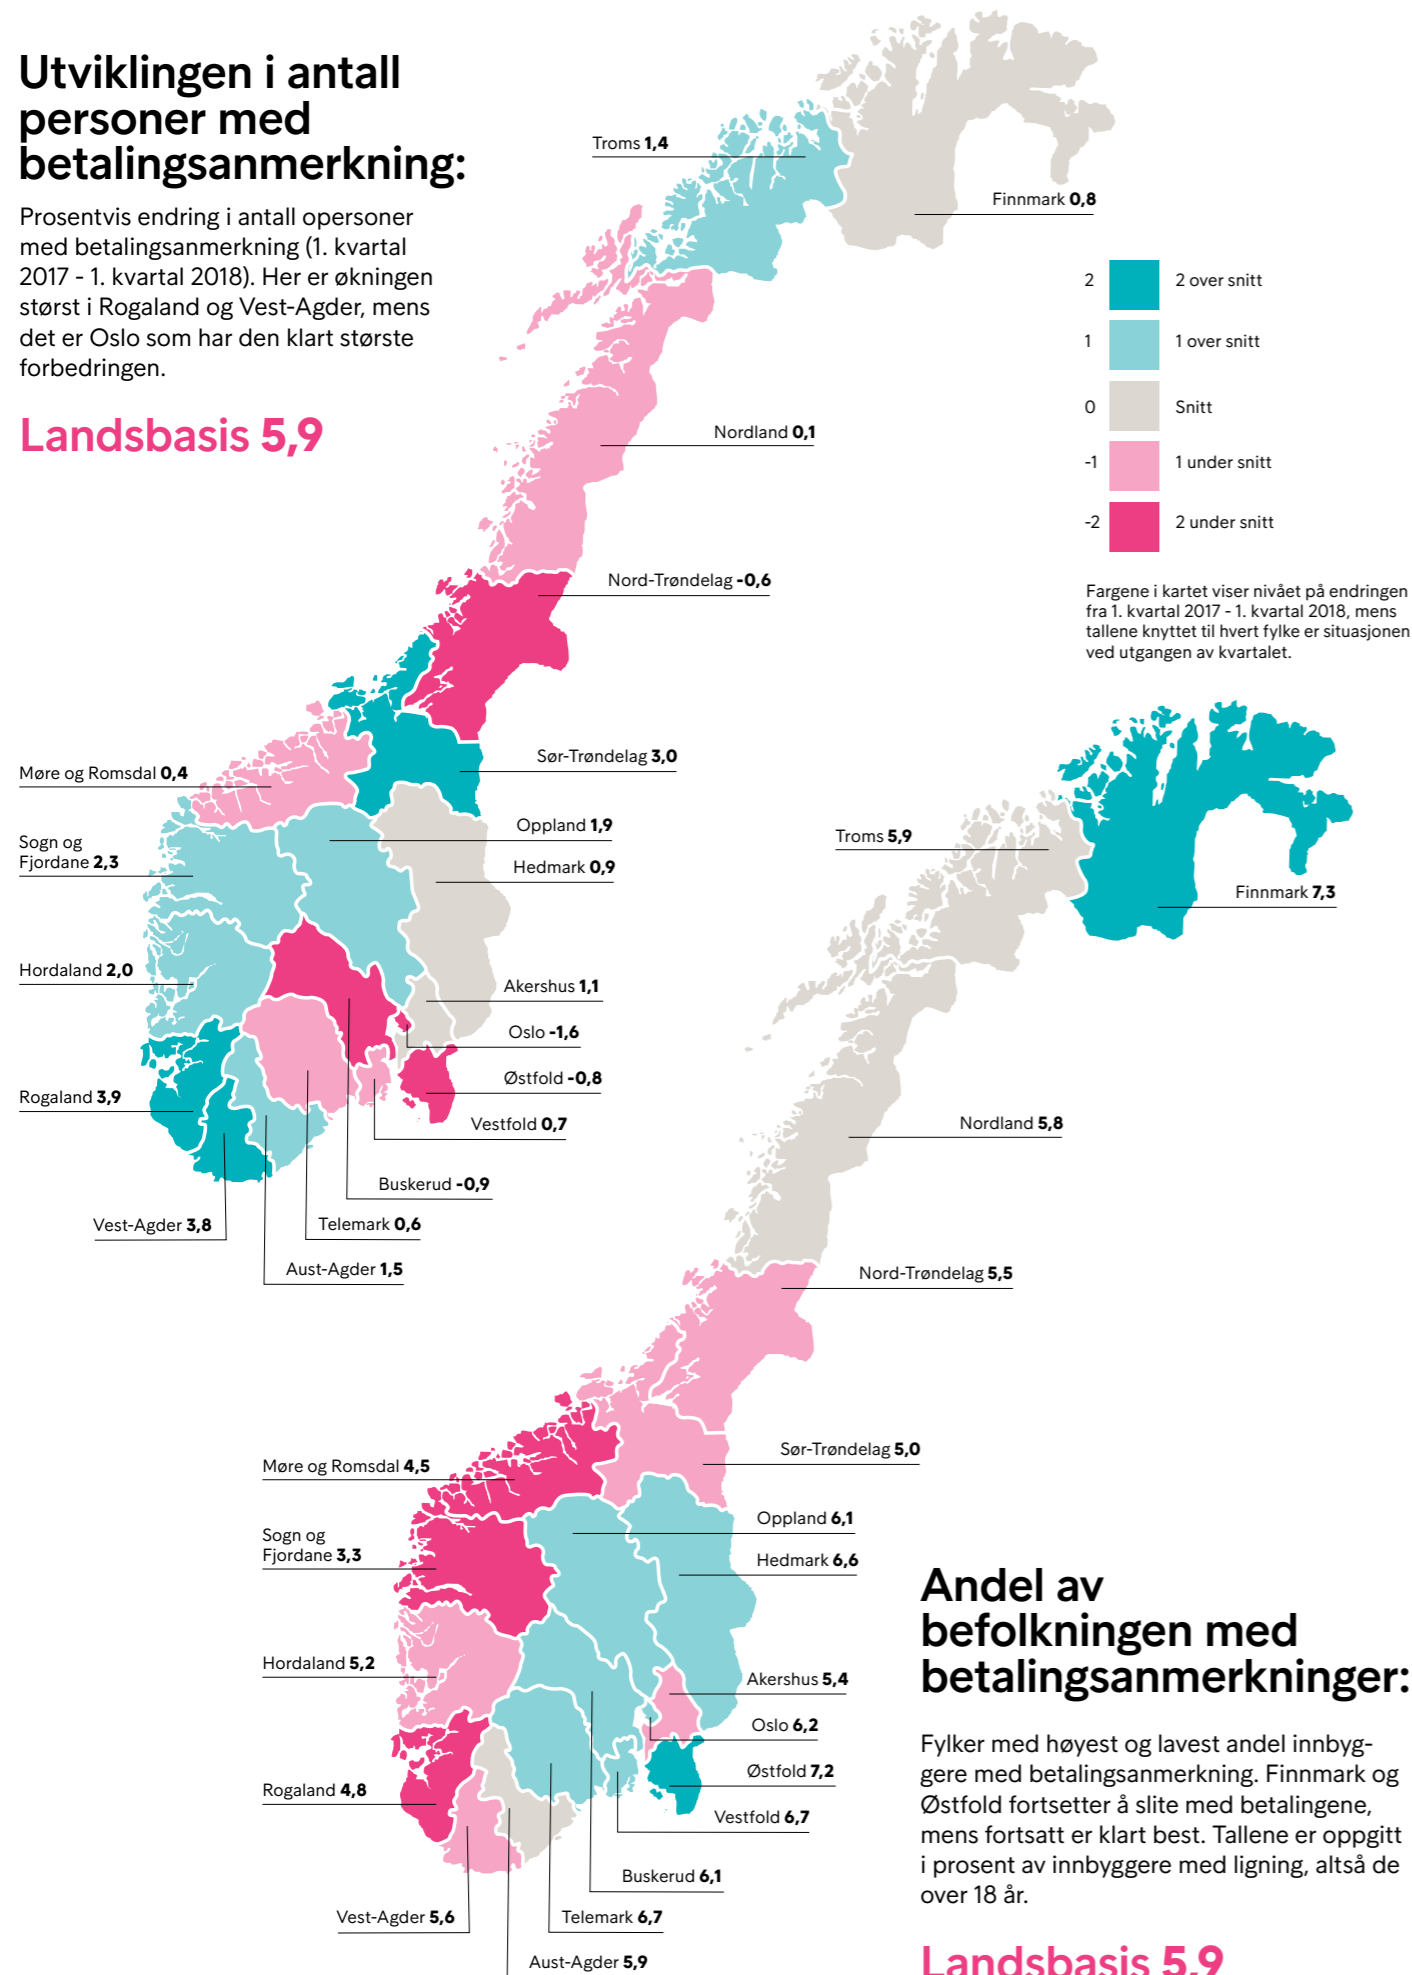 Utviklingen i antall
personer med
betalingsanmerkning:
Prosentvis endring i antall opersoner
med betalingsanmerkning (1. kvartal
2017 - 1. kvartal 2018). Her er økningen
størst i Rogaland og Vest-Agder, mens
det er Oslo som har den klart største
forbedringen.
Landsbasis 5,9
Troms 1,4
Finnmark 0,8
Nordland 0,1
Nord-Trøndelag -0,6
Sør-Trøndelag 3,0
Møre og Romsdal 0,4
Oppland 1,9
Sogn og
Fjordane 2,3
Hedmark 0,9
Hordaland 2,0
Akershus 1,1
Oslo -1,6
Østfold -0,8
Rogaland 3,9
Vestfold 0,7
Buskerud -0,9
Vest-Agder 3,8
Telemark 0,6
Aust-Agder 1,5
2 2 over snitt
1 1 over snitt
0 Snitt
-1 1 under snitt
-2 2 under snitt
Fargene i kartet viser nivået på endringen
fra 1. kvartal 2017 - 1. kvartal 2018, mens
tallene knyttet til hvert fylke er situasjonen
ved utgangen av kvartalet.
Troms 5,9
Finnmark 7,3
Nordland 5,8
Nord-Trøndelag 5,5
Sør-Trøndelag 5,0
Møre og Romsdal 4,5
Oppland 6,1
Sogn og
Fjordane 3,3
Hedmark 6,6
Hordaland 5,2
Akershus 5,4
Oslo 6,2
Østfold 7,2
Rogaland 4,8
Vestfold 6,7
Buskerud 6,1
Vest-Agder 5,6
Telemark 6,7
Aust-Agder 5,9
Andel av
befolkningen med
betalingsanmerkninger:
Fylker med høyest og lavest andel innbyg-
gere med betalingsanmerkning. Finnmark og
Østfold fortsetter å slite med betalingene,
mens fortsatt er klart best. Tallene er oppgitt
i prosent av innbyggere med ligning, altså de
over 18 år.
Landsbasis 5,9